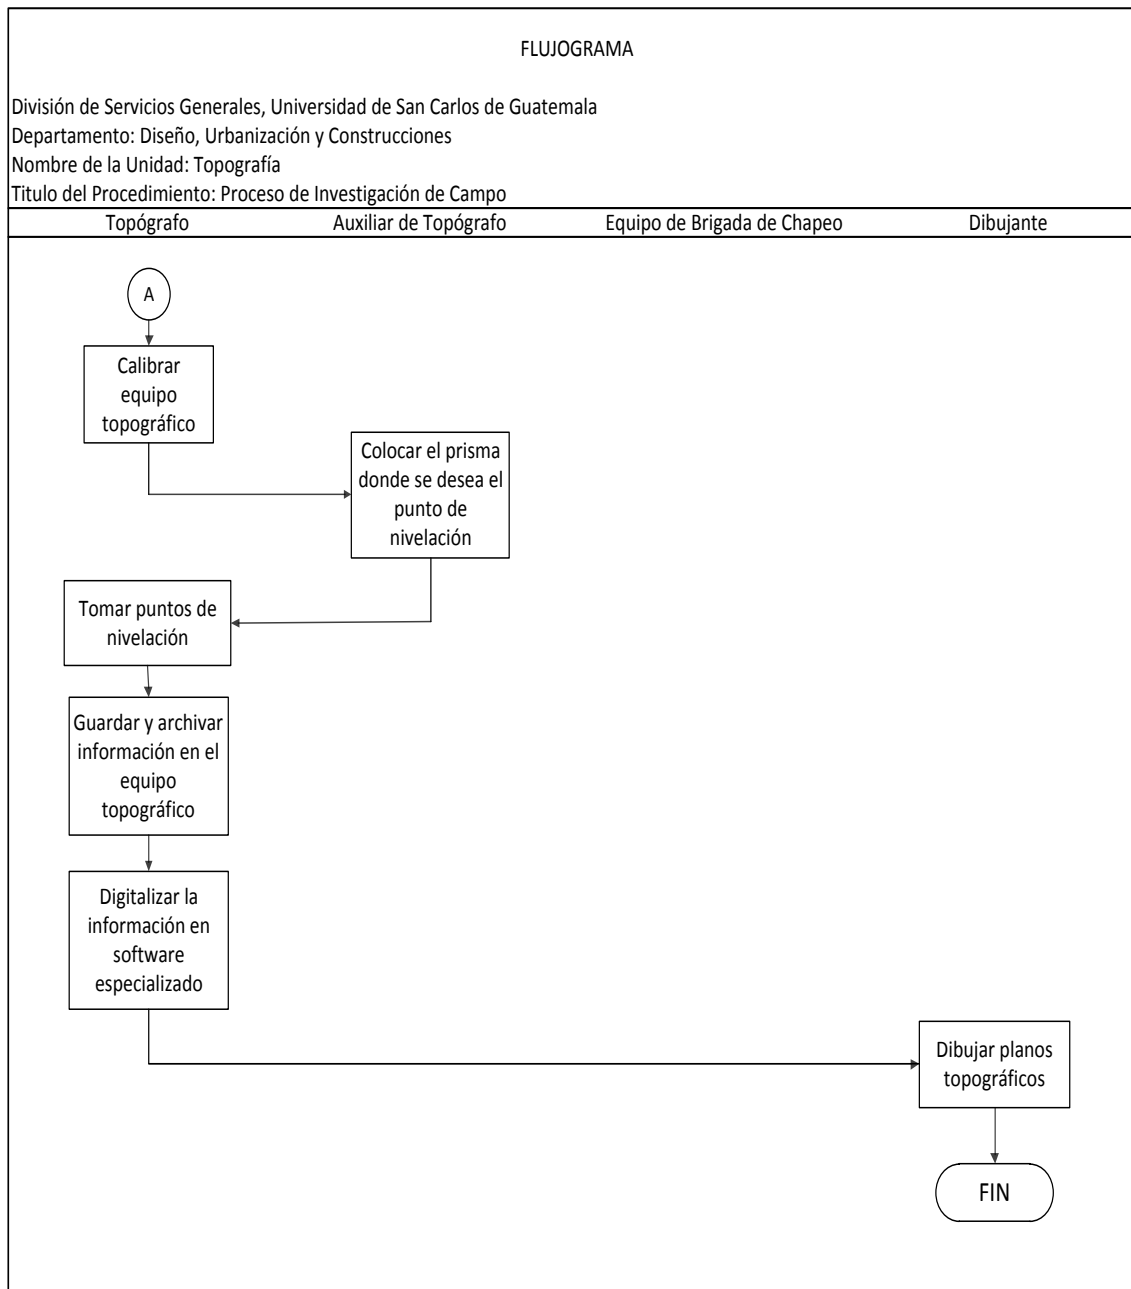 FLUJOGRAMA
División de Servicios Generales, Universidad de San Carlos de Guatemala
Departamento: Diseño, Urbanización y Construcciones
Nombre de la Unidad: Topografía
Titulo del Procedimiento: Proceso de Investigación de Campo
Topógrafo Auxiliar de Topógrafo Equipo de Brigada de Chapeo Dibujante
A
Calibrar
equipo
topográfico
Colocar el prisma
donde se desea el
punto de
nivelación
Tomar puntos de
nivelación
Guardar y archivar
información en el
equipo
topográfico
Digitalizar la
información en
software
especializado
Dibujar planos
topográficos
FIN